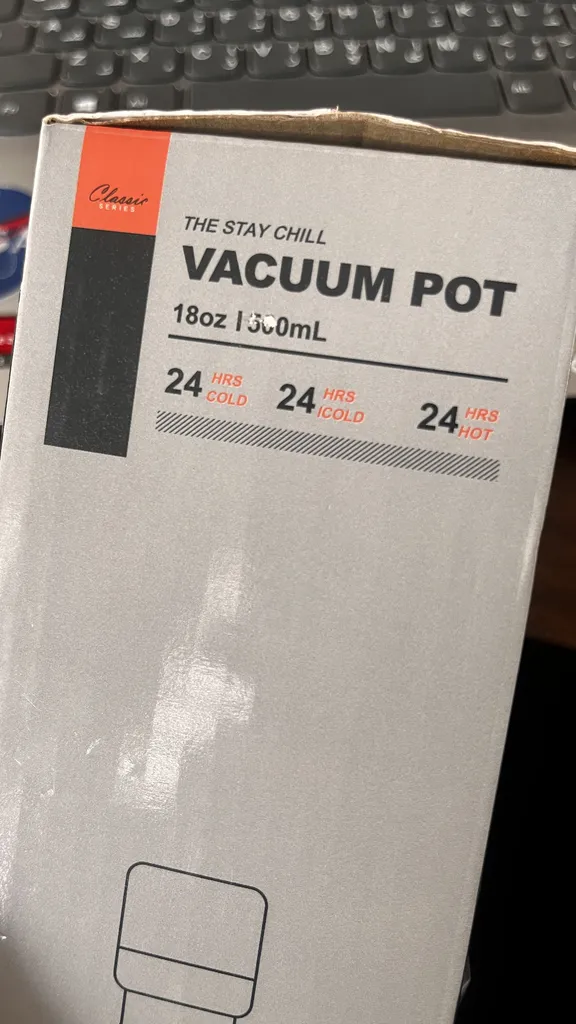 Classic
SERIES
THE STAY CHILL
VACUUM POT
18oz | 500mL
24 HRS COLD 24 HRS ICOLD 24 HRS HOT